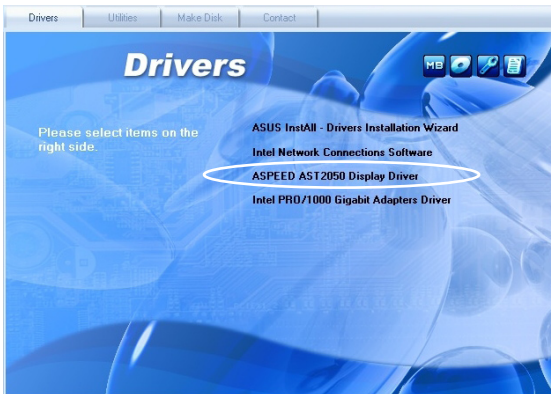 Drivers
Utilities
Make Disk
Contact
Drivers
MB
Please select items on the
right side.
ASUS InstAll - Drivers Installation Wizard
Intel Network Connections Software
ASPEED AST2050 Display Driver
Intel PRO/1000 Gigabit Adapters Driver